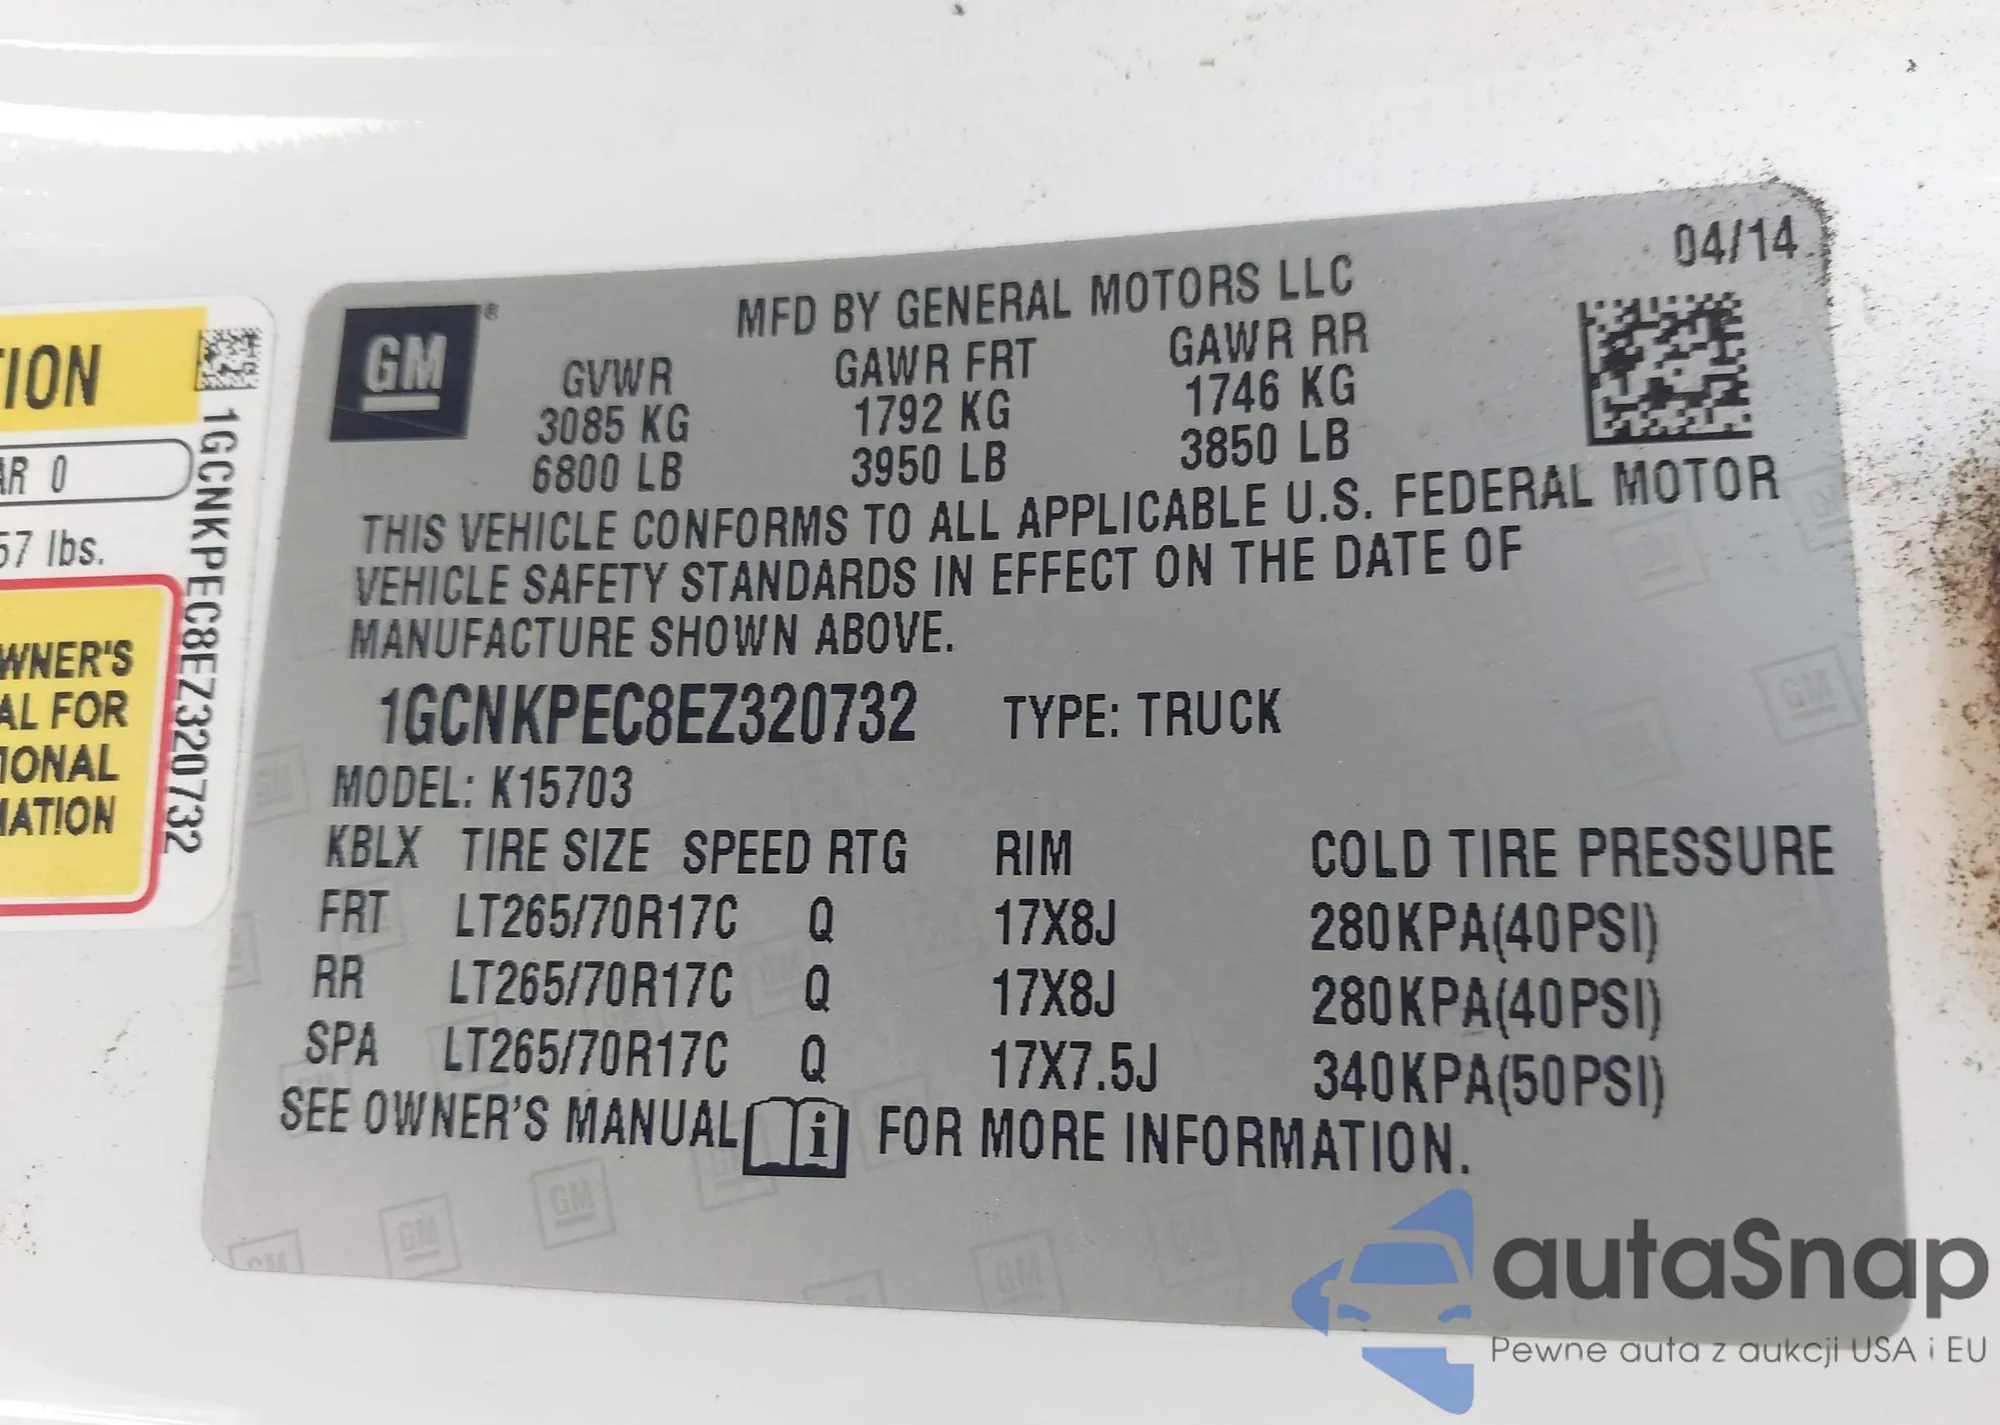 04/14
GM®
MFD BY GENERAL MOTORS LLC
GVWR GAWR FRT GAWR RR
3085 KG 1792 KG 1746 KG
6800 LB 3950 LB 3850 LB
THIS VEHICLE CONFORMS TO ALL APPLICABLE U.S. FEDERAL MOTOR
VEHICLE SAFETY STANDARDS IN EFFECT ON THE DATE OF
MANUFACTURE SHOWN ABOVE.
1GCNKPEC8EZ320732 TYPE: TRUCK
MODEL: K15703
KBLX TIRE SIZE SPEED RTG RIM COLD TIRE PRESSURE
FRT LT265/70R17C Q 17X8J 280KPA(40PSI)
RR LT265/70R17C Q 17X8J 280KPA(40PSI)
SPA LT265/70R17C Q 17X7.5J 340KPA(50PSI)
SEE OWNER'S MANUAL i FOR MORE INFORMATION.
TION
AR 0
57 lbs.
WNER'S
AL FOR
IONAL
MATION
1GCNKPEC8EZ320732
autaSnap
Pewne auta z aukcji USA i EU